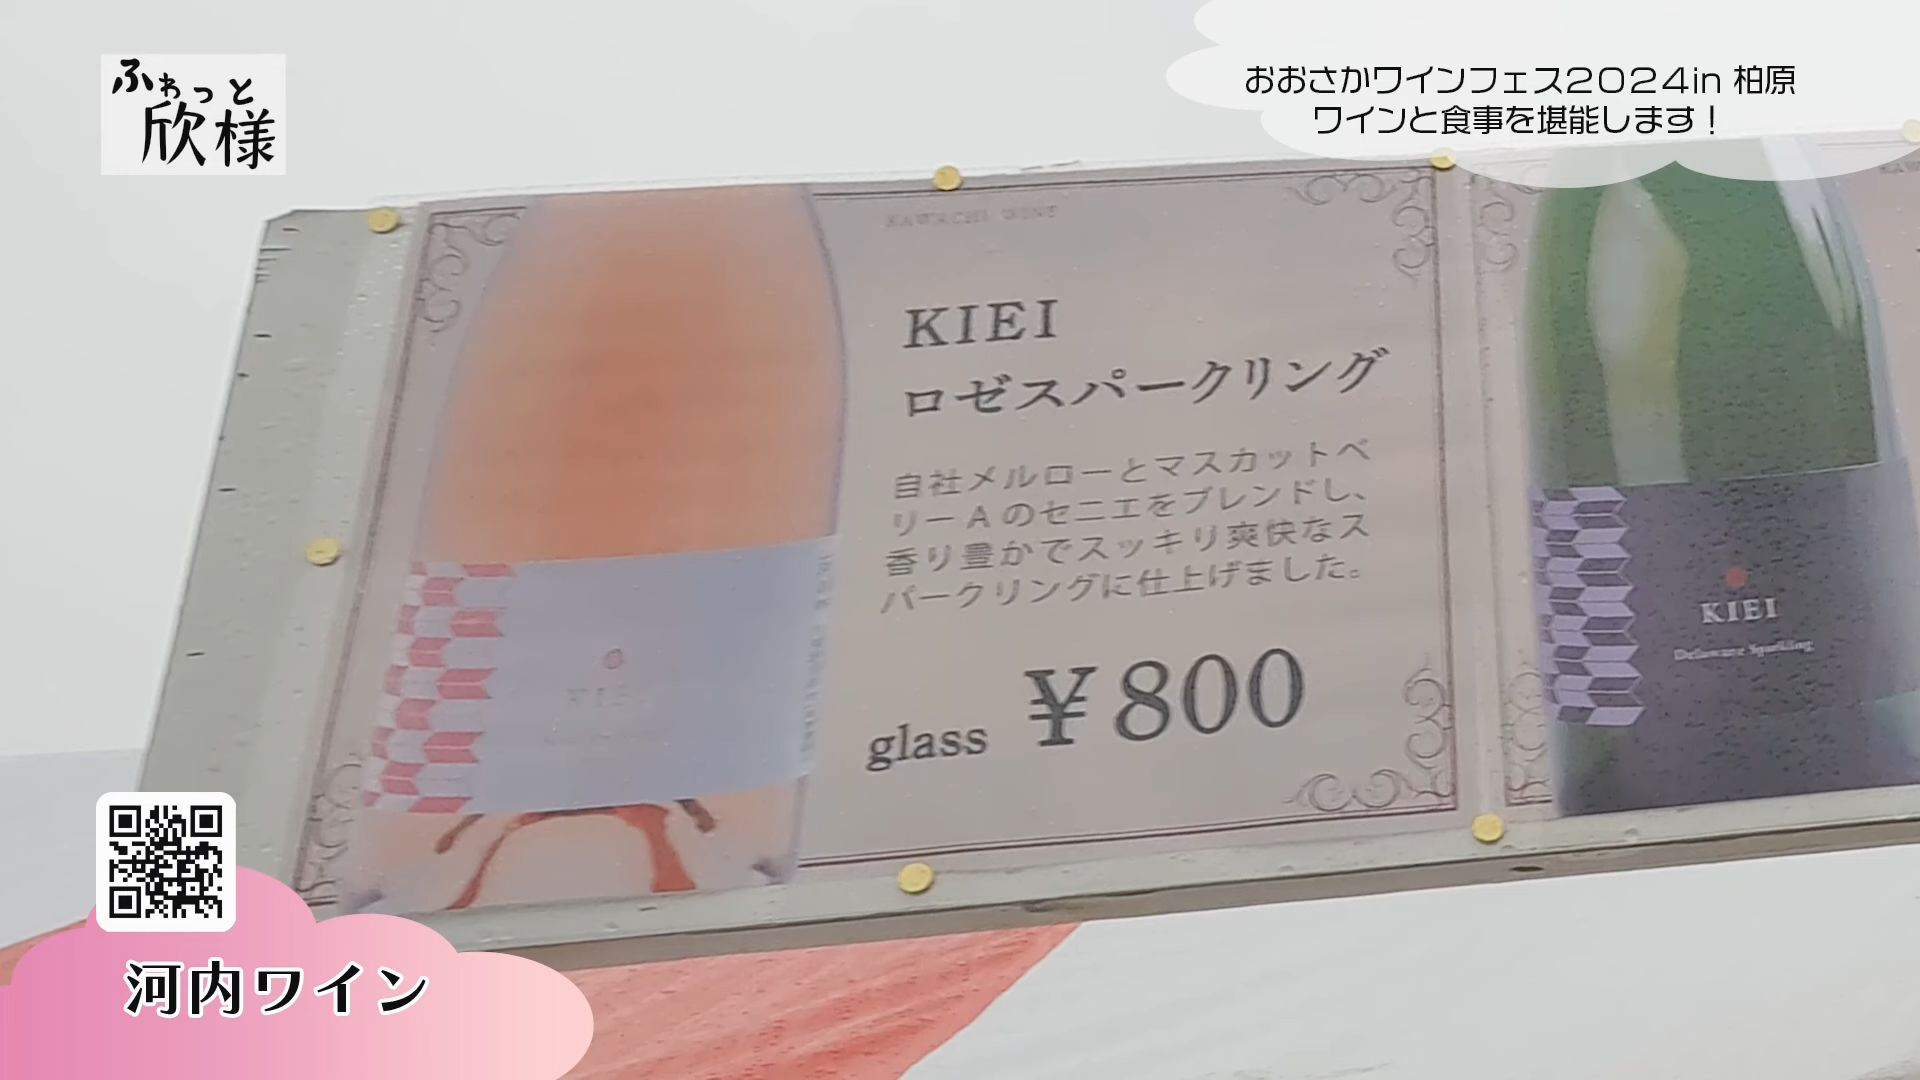 ふわっと
欣様
おおさかワインフェス2024in 柏原
ワインと食事を堪能します！
KAWACHI WINE
KIEI
ロゼスパークリング
自社メルローとマスカットベ
リーAのセニエをブレンドし、
香り豊かでスッキリ爽快なス
パークリングに仕上げました。
glass ¥800
KIEI
KIEI
Delaware Sparkling
河内ワイン